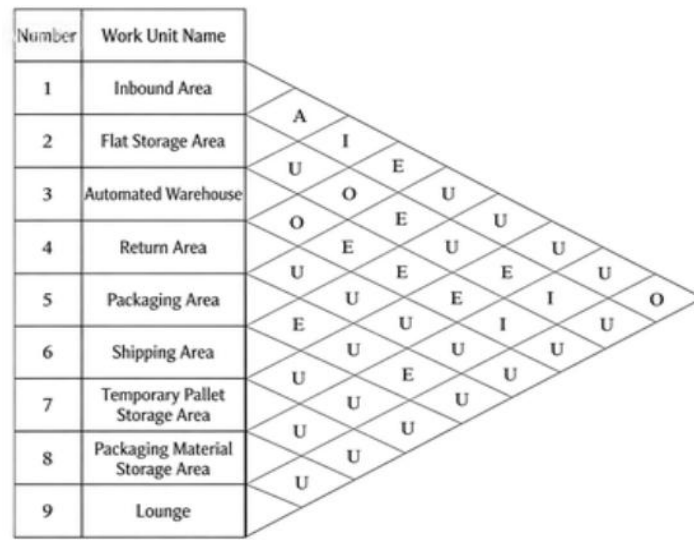 Number Work Unit Name
1 Inbound Area
2 Flat Storage Area
3 Automated Warehouse
4 Return Area
5 Packaging Area
6 Shipping Area
7 Temporary Pallet
Storage Area
8 Packaging Material
Storage Area
9 Lounge
A
I
U E
O U
O E U
E U U
U E E U
U E I O
E U I U
U U U
U E U
U U
U U
U
U